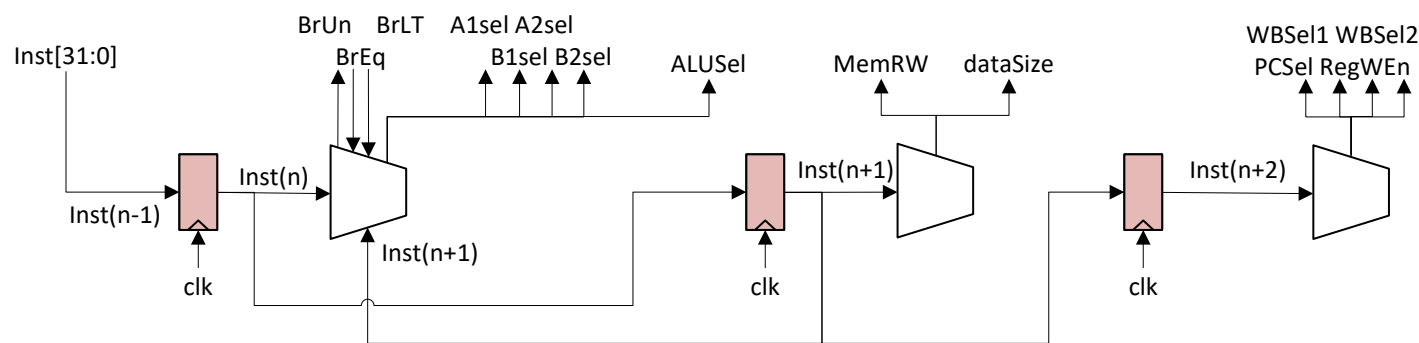 BrUn BrLT
BrEq
A1sel A2sel
B1sel B2sel
WBSel1 WBSel2
PCSel RegWEn
Inst[31:0]
ALUSel
MemRW
dataSize
Inst(n-1)
Inst(n)
Inst(n+1)
Inst(n+1)
Inst(n+2)
clk
clk
clk